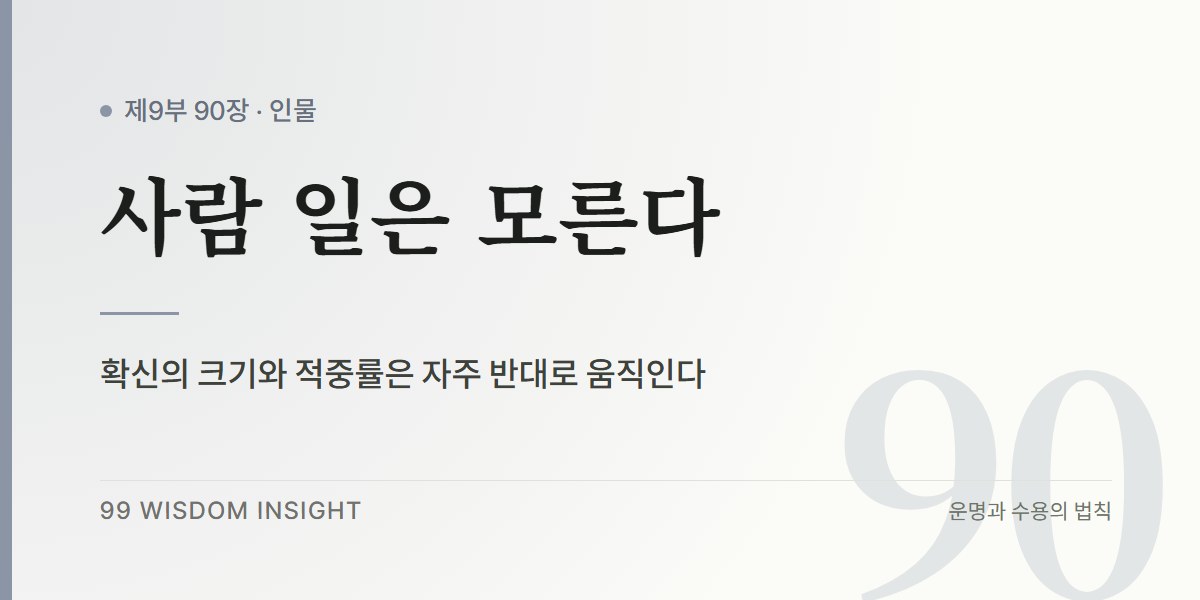 제9부 90장 · 인물
사람 일은 모른다
확신의 크기와 적중률은 자주 반대로 움직인다
99 WISDOM INSIGHT
운명과 수용의 법칙
90